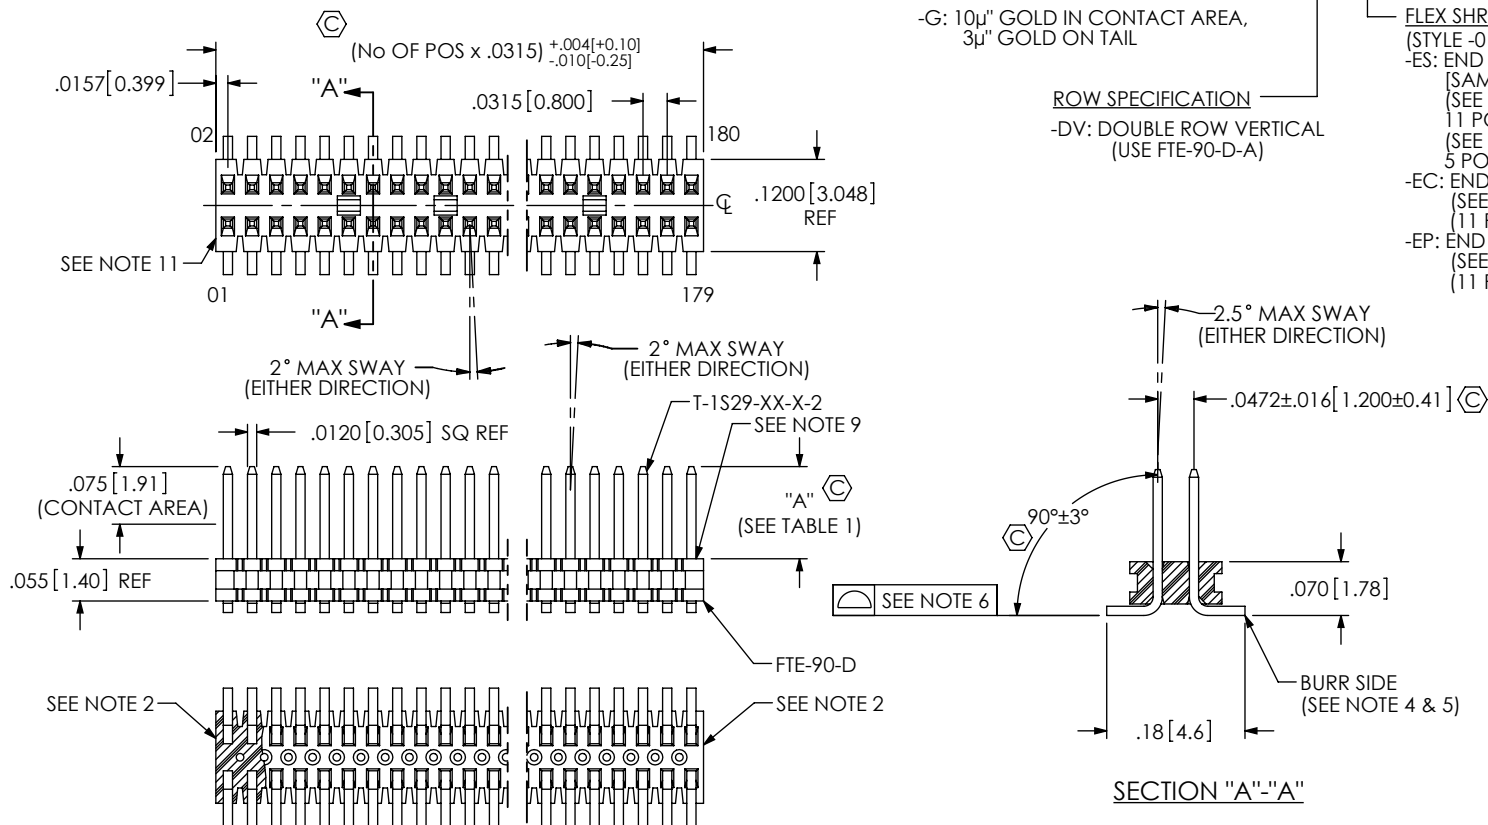 -G: 10µ" GOLD IN CONTACT AREA,
3µ" GOLD ON TAIL
FLEX SHR
(STYLE -0
-ES: END
[SAM
(SEE
11 PO
(SEE
5 PO
-EC: END
(SEE
(11 F
-EP: END
(SEE
(11 F
ROW SPECIFICATION
-DV: DOUBLE ROW VERTICAL
(USE FTE-90-D-A)
C
(No OF POS x .0315) +.004[+0.10]
-.010[-0.25]
.0157[0.399]
"A"
.0315[0.800]
02
180
.1200[3.048]
REF
℄
SEE NOTE 11
01
179
"A"
2° MAX SWAY
(EITHER DIRECTION)
2° MAX SWAY
(EITHER DIRECTION)
2.5° MAX SWAY
(EITHER DIRECTION)
T-1S29-XX-X-2
SEE NOTE 9
.0120[0.305] SQ REF
.0472±.016[1.200±0.41] C
.075[1.91]
(CONTACT AREA)
"A" C
(SEE TABLE 1)
C 90°±3°
.055[1.40] REF
SEE NOTE 6
.070[1.78]
FTE-90-D
BURR SIDE
(SEE NOTE 4 & 5)
SEE NOTE 2
SEE NOTE 2
.18[4.6]
SECTION "A"-"A"